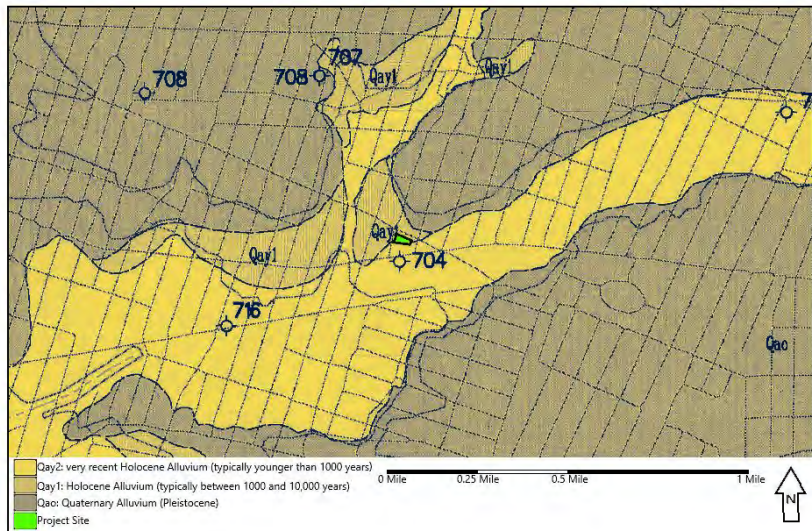 707
708
708
Qay1
Qay1
7
Qay1
704
Qay1
716
Qao
Qay2: very recent Holocene Alluvium (typically younger than 1000 years)
Qay1: Holocene Alluvium (typically between 1000 and 10,000 years)
Qao: Quaternary Alluvium (Pleistocene)
Project Site
0 Mile 0.25 Mile 0.5 Mile 1 Mile
N